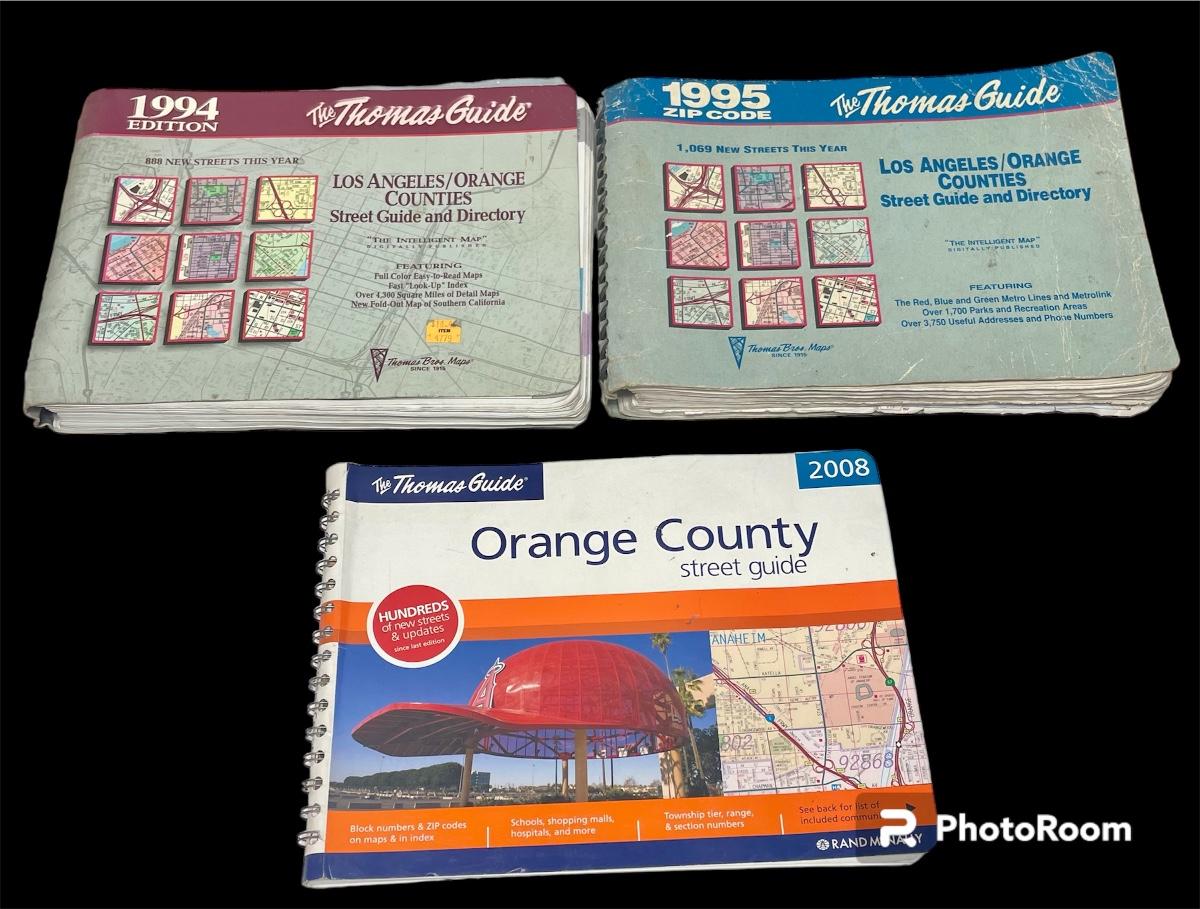 1994
EDITION
The Thomas Guide®
888 NEW STREETS THIS YEAR
LOS ANGELES/ORANGE
COUNTIES
Street Guide and Directory
"THE INTELLIGENT MAP"
DIGITALLY PUBLISHED
FEATURING
Full Color Easy-to-Read Maps
Fast "Look-Up" Index
Over 4,300 Square Miles of Detail Maps
New Fold-Out Map of Southern California
ITEM
4779
Thomas Bros. Maps®
SINCE 1915
1995
ZIP CODE
The Thomas Guide®
1,069 NEW STREETS THIS YEAR
LOS ANGELES/ORANGE
COUNTIES
Street Guide and Directory
"THE INTELLIGENT MAP"
DIGITALLY PUBLISHED
FEATURING
The Red, Blue and Green Metro Lines and Metrolink
Over 1,700 Parks and Recreation Areas
Over 3,750 Useful Addresses and Phone Numbers
Thomas Bros. Maps®
SINCE 1915
The Thomas Guide®
2008
Orange County
street guide
HUNDREDS
of new streets
& updates
since last edition
A
ANAHEIM
KATELLA
802
92868
CHAPMAN
Block numbers & ZIP codes
on maps & in index
Schools, shopping malls,
hospitals, and more
Township tier, range,
& section numbers
See back for list of
included
RAND McNALLY
PhotoRoom